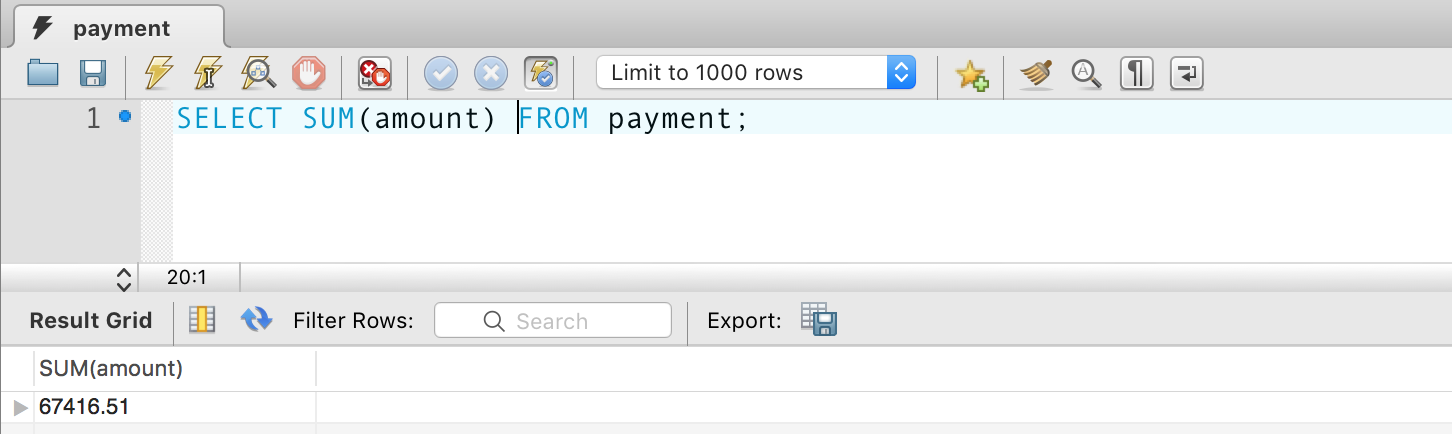 payment
Limit to 1000 rows
1 SELECT SUM(amount) FROM payment;
20:1
Result Grid Filter Rows: Search Export:
SUM(amount)
67416.51